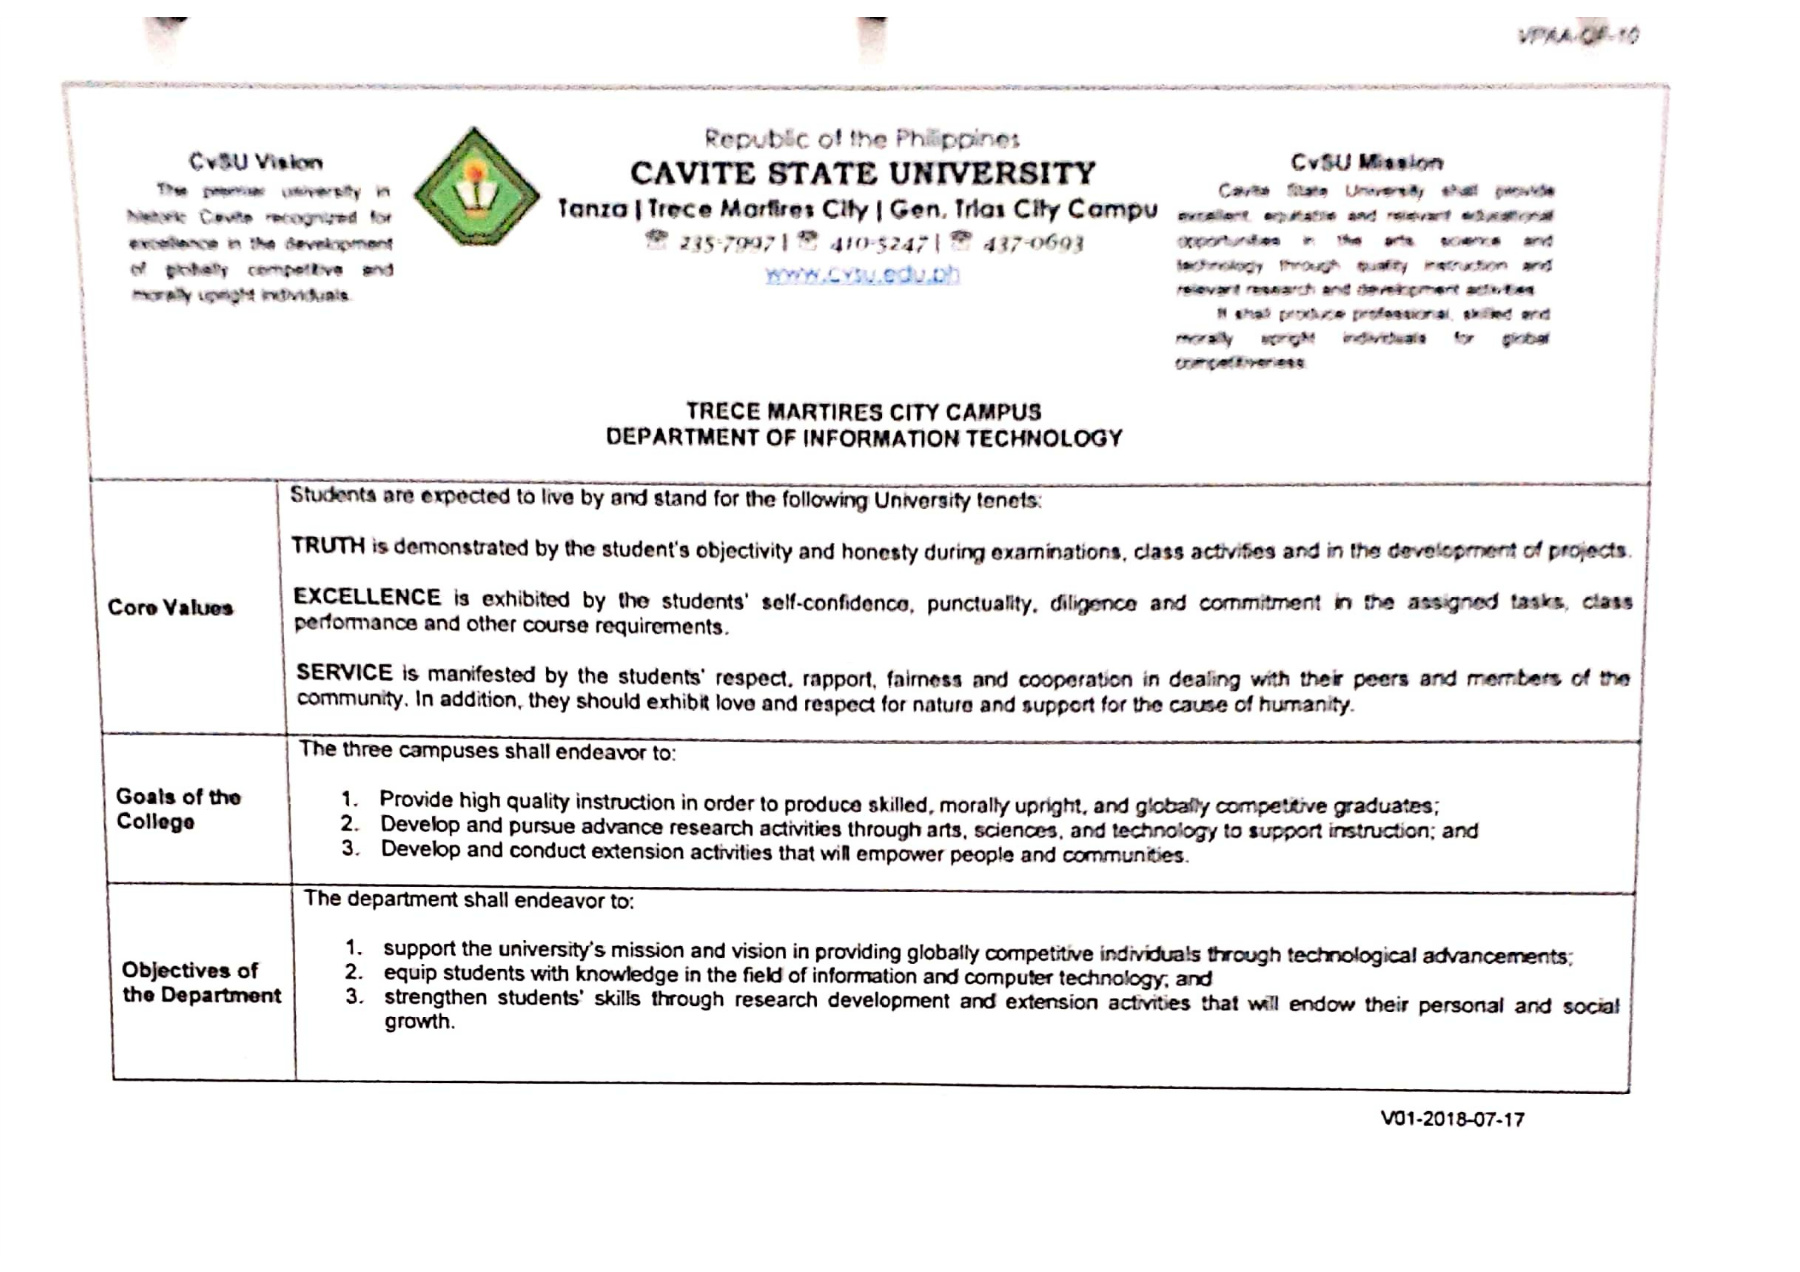 VPAA-QF-10
CvSU Vision
The premier university in
historic Cavite recognized for
excellence in the development
of globally competitive and
morally upright individuals.
Republic of the Philippines
CAVITE STATE UNIVERSITY
Tanza | Trece Martires City | Gen. Trias City Campu
☎ 235-7997 | ☎ 410-5247 | ☎ 437-0693
www.cvsu.edu.ph
CvSU Mission
Cavite State University shall provide
excellent, equitable and relevant educational
opportunities in the arts science and
technology through quality instruction and
relevant research and development activities
It shall produce professional, skilled and
morally upright individuals for global
competitiveness.
TRECE MARTIRES CITY CAMPUS
DEPARTMENT OF INFORMATION TECHNOLOGY
Core Values
Students are expected to live by and stand for the following University tenets:
TRUTH is demonstrated by the student's objectivity and honesty during examinations, class activities and in the development of projects.
EXCELLENCE is exhibited by the students' self-confidence, punctuality, diligence and commitment in the assigned tasks, class
performance and other course requirements.
SERVICE is manifested by the students' respect, rapport, fairness and cooperation in dealing with their peers and members of the
community. In addition, they should exhibit love and respect for nature and support for the cause of humanity.
Goals of the
College
The three campuses shall endeavor to:
1. Provide high quality instruction in order to produce skilled, morally upright, and globally competitive graduates;
2. Develop and pursue advance research activities through arts, sciences, and technology to support instruction; and
3. Develop and conduct extension activities that will empower people and communities.
Objectives of
the Department
The department shall endeavor to:
1. support the university's mission and vision in providing globally competitive individuals through technological advancements;
2. equip students with knowledge in the field of information and computer technology; and
3. strengthen students' skills through research development and extension activities that will endow their personal and social
growth.
V01-2018-07-17